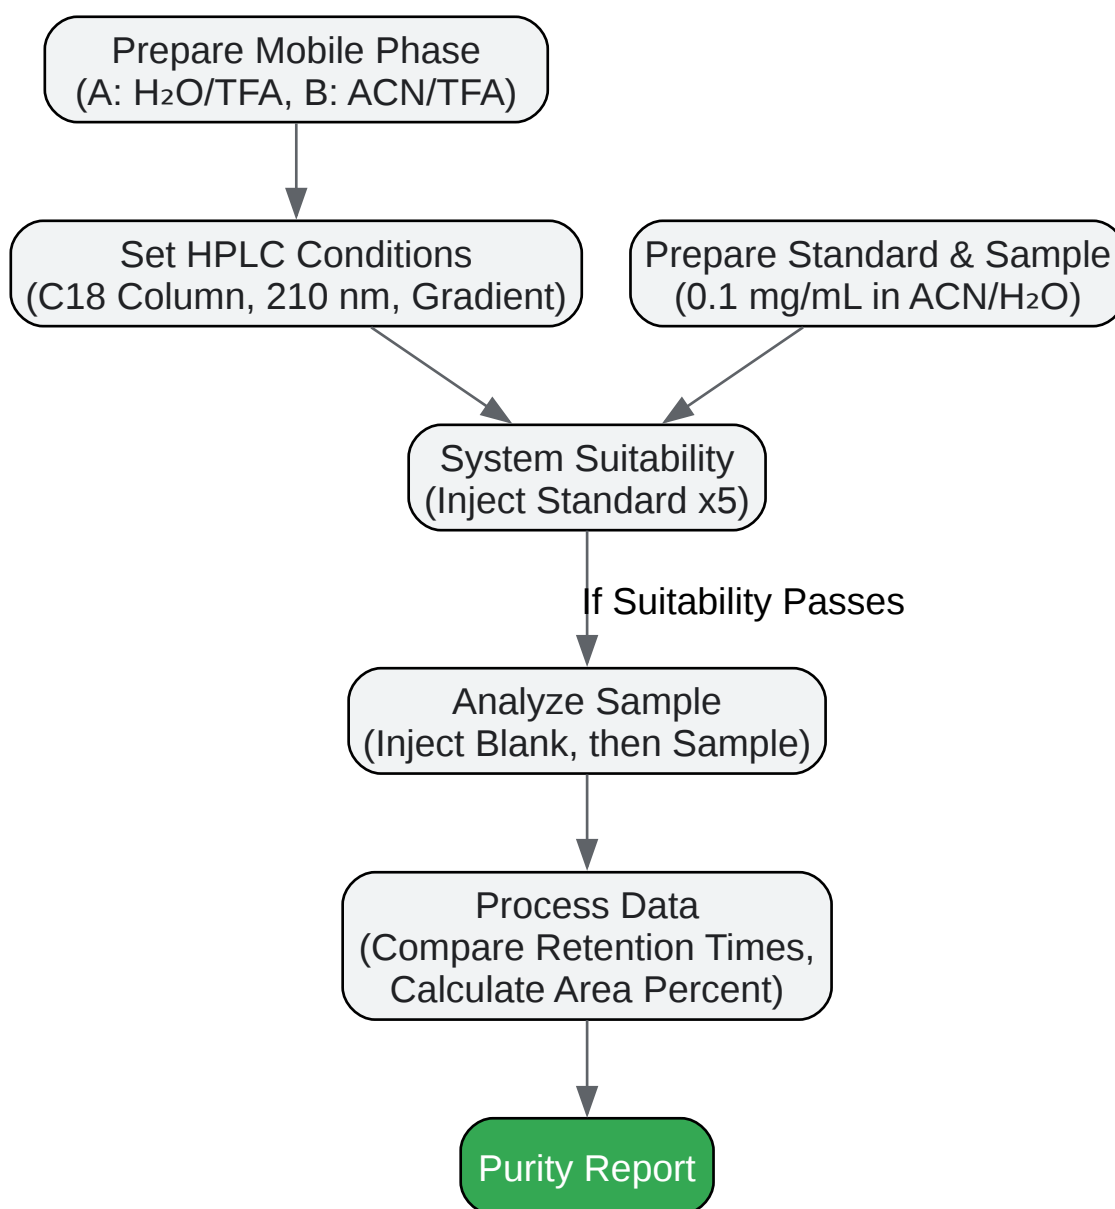 Prepare Mobile Phase
(A: H₂O/TFA, B: ACN/TFA)
Set HPLC Conditions
(C18 Column, 210 nm, Gradient)
Prepare Standard & Sample
(0.1 mg/mL in ACN/H₂O)
System Suitability
(Inject Standard x5)
If Suitability Passes
Analyze Sample
(Inject Blank, then Sample)
Process Data
(Compare Retention Times,
Calculate Area Percent)
Purity Report